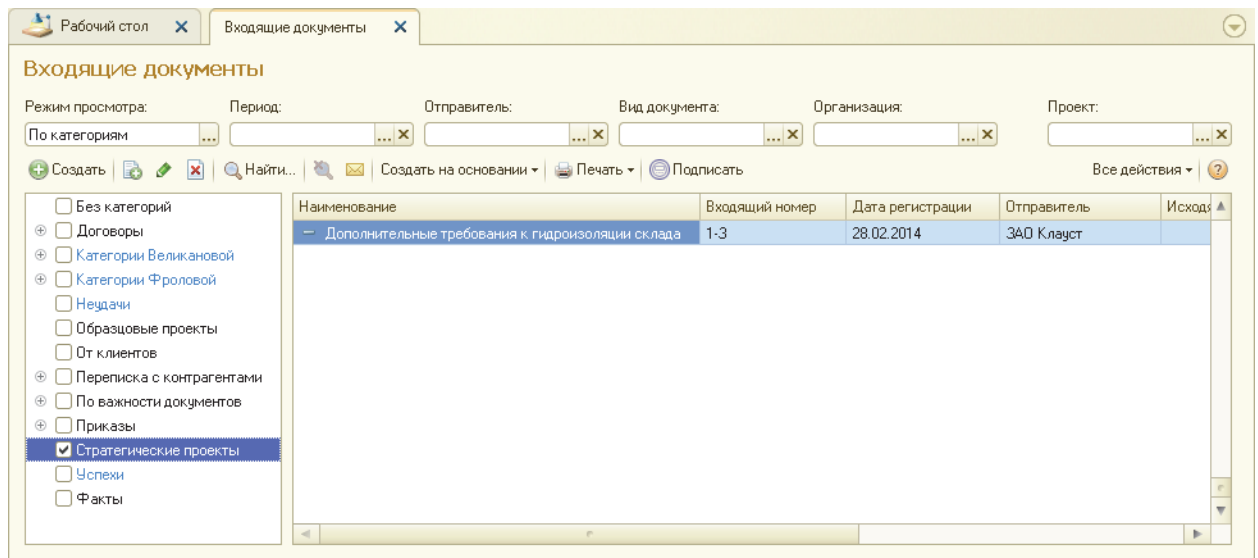 Рабочий стол
Входящие документы
Входящие документы
Режим просмотра: Период: Отправитель: Вид документа: Организация: Проект:
По категориям ... ... ... ... ... ...
Создать Найти... Создать на основании Печать Подписать Все действия ?
Без категорий
Договоры
Категории Великановой
Категории Фроловой
Неудачи
Образцовые проекты
От клиентов
Переписка с контрагентами
По важности документов
Приказы
Стратегические проекты
Успехи
Факты
Наименование Входящий номер Дата регистрации Отправитель Исходя
Дополнительные требования к гидроизоляции склада 1-3 28.02.2014 ЗАО Клауст